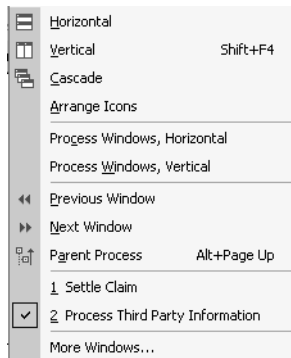 Horizontal
Vertical Shift+F4
Cascade
Arrange Icons
Process Windows, Horizontal
Process Windows, Vertical
Previous Window
Next Window
Parent Process Alt+Page Up
1 Settle Claim
2 Process Third Party Information
More Windows...